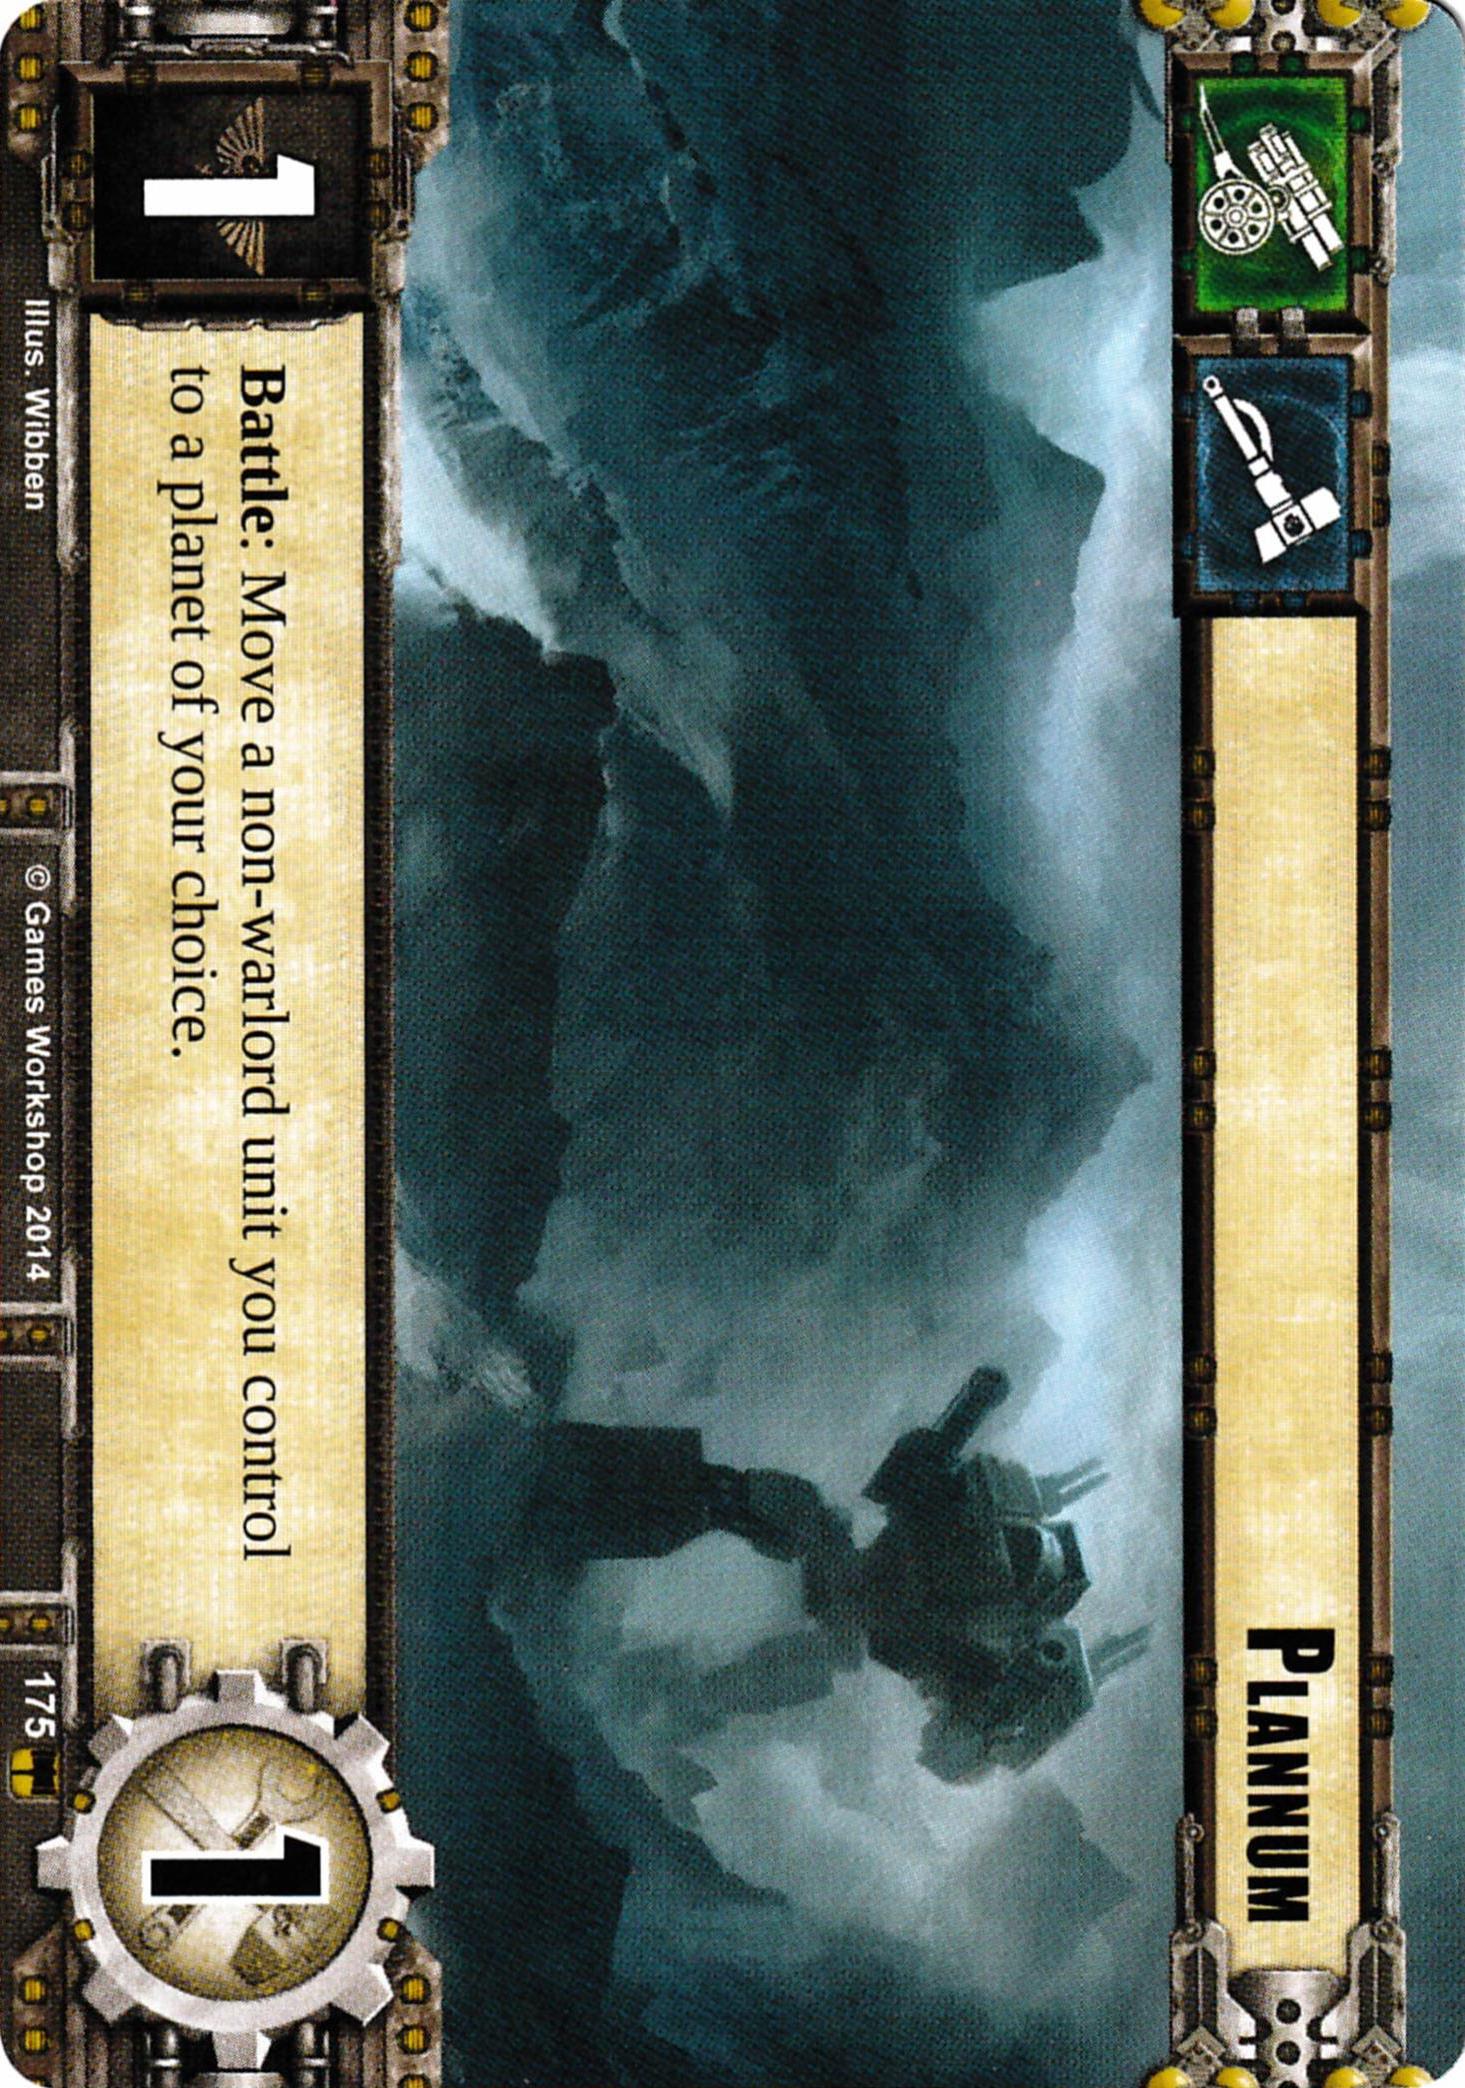 PLANNUM
1
Battle: Move a non-warlord unit you control
to a planet of your choice.
1
Illus. Wibben
© Games Workshop 2014
175